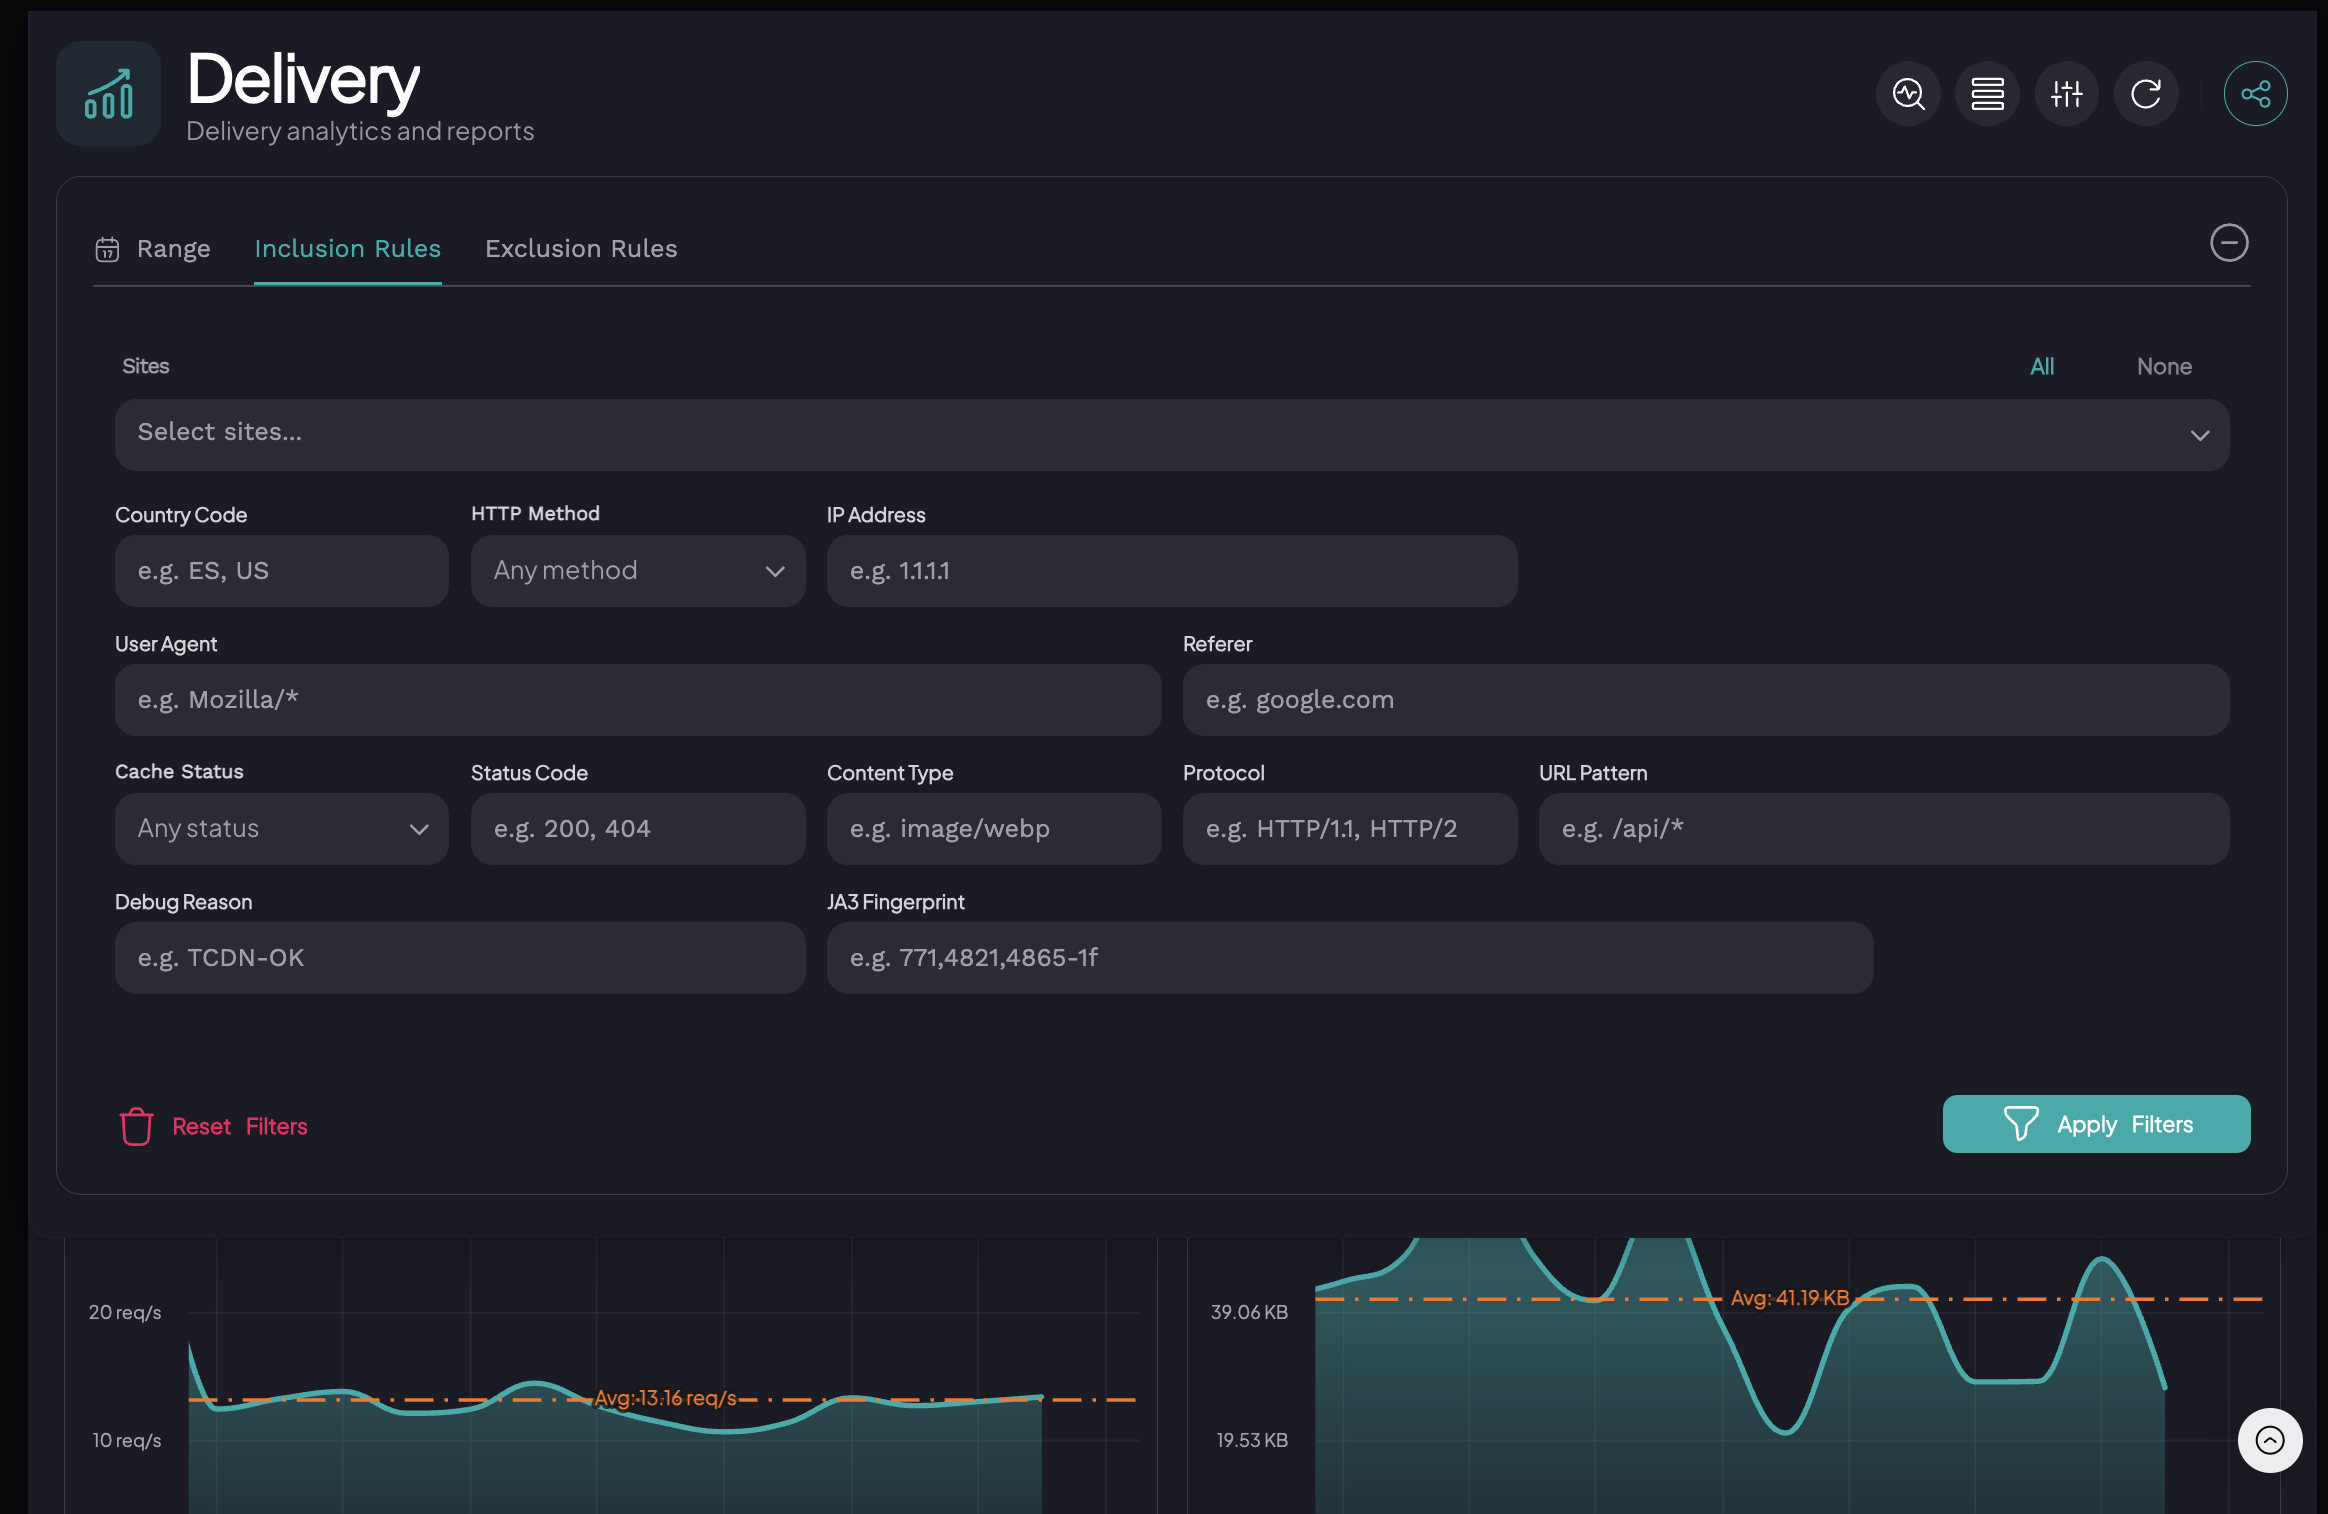 Delivery
Delivery analytics and reports
17 Range Inclusion Rules Exclusion Rules
Sites All None
Select sites...
Country Code HTTP Method IP Address
e.g. ES, US Any method e.g. 1.1.1.1
User Agent Referer
e.g. Mozilla/* e.g. google.com
Cache Status Status Code Content Type Protocol URL Pattern
Any status e.g. 200, 404 e.g. image/webp e.g. HTTP/1.1, HTTP/2 e.g. /api/*
Debug Reason JA3 Fingerprint
e.g. TCDN-OK e.g. 771,4821,4865-1f
Reset Filters Apply Filters
20 req/s
Avg: 13.16 req/s
10 req/s
39.06 KB
Avg: 41.19 KB
19.53 KB